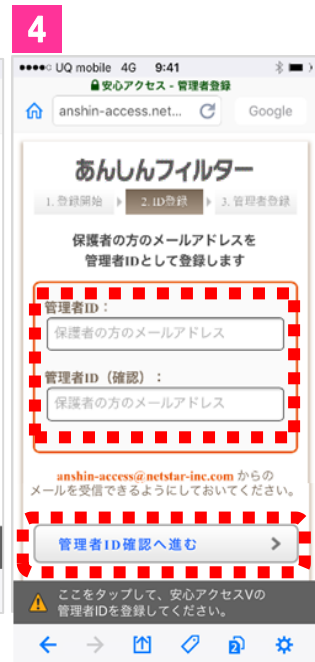 4
UQ mobile 4G 9:41
安心アクセス - 管理者登録
anshin-access.net... Google
あんしんフィルター
1. 登録開始 2. ID登録 3. 管理者登録
保護者の方のメールアドレスを
管理者IDとして登録します
管理者ID：
保護者の方のメールアドレス
管理者ID（確認）：
保護者の方のメールアドレス
anshin-access@netstar-inc.com からの
メールを受信できるようにしておいてください。
管理者ID確認へ進む
ここをタップして、安心アクセスVの
管理者IDを登録してください。
2